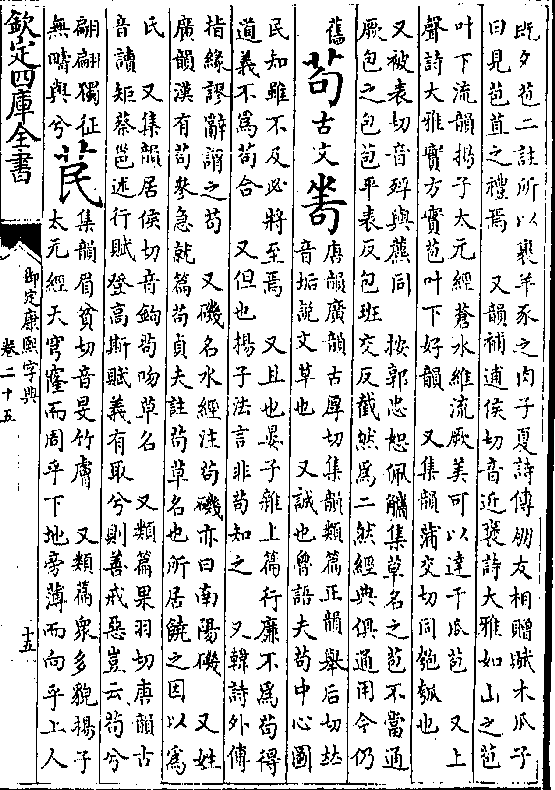 旣夕苞二註所以裹羊豕之肉子夏詩傳朋友相贈賦木瓜子
曰見苞苴之禮焉　又韻補逋侯切音近裒詩大雅如山之苞
叶下流韻揚子太元經蒼水維流厥美可以達于瓜苞　又上
聲詩大雅實方實苞叶下好韻　又集韻蒲交切同匏瓠也
又被表切音殍與藨同　按郭忠恕佩觿集草名之苞不當通
厥包之包苞平表反包班交反截然爲二然經典俱通用今仍
舊
苟古文𦱁唐韻廣韻古厚切集韻類篇正韻舉后切𠀤
音垢說文草也　又誠也魯語夫苟中心圖
民知雖不及必將至焉　又且也晏子雜上篇行廉不爲苟得
道義不爲苟合　又但也揚子法言非苟知之　又韓詩外傳
指緣謬辭謂之苟　又磯名水經注苟磯亦曰南陽磯　又姓
廣韻漢有苟參急就篇苟貞夫註苟草名也所居饒之因以爲
氏　又集韻居侯切音鉤苟吻草名　又類篇果羽切唐韻古
音讀矩蔡邕述行賦登高斯賦義有取兮則善戒惡豈云苟兮
翩翩獨征無疇與兮
苠集韻眉貧切音旻竹膚　又類篇衆多貌揚子
太元經天穹窿而周乎下地旁薄而向乎上人
欽定四庫全書
御定康熙字典
卷二十五
十五